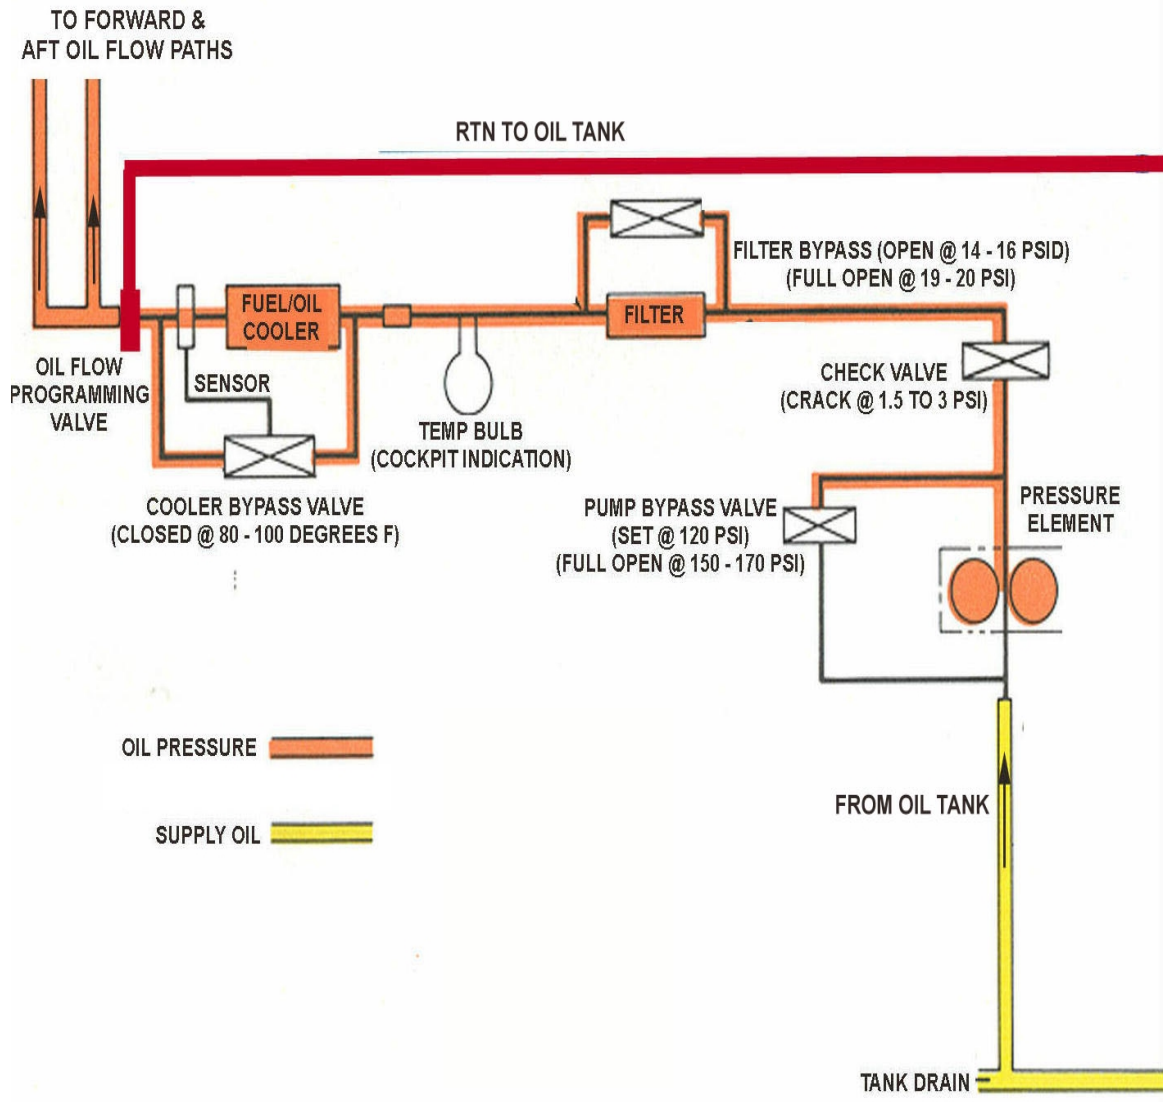 TO FORWARD &
AFT OIL FLOW PATHS
RTN TO OIL TANK
FILTER BYPASS (OPEN @ 14 - 16 PSID)
(FULL OPEN @ 19 - 20 PSI)
FUEL/OIL
COOLER
FILTER
OIL FLOW
PROGRAMMING
VALVE
SENSOR
CHECK VALVE
(CRACK @ 1.5 TO 3 PSI)
TEMP BULB
(COCKPIT INDICATION)
COOLER BYPASS VALVE
(CLOSED @ 80 - 100 DEGREES F)
PUMP BYPASS VALVE
(SET @ 120 PSI)
(FULL OPEN @ 150 - 170 PSI)
PRESSURE
ELEMENT
OIL PRESSURE
SUPPLY OIL
FROM OIL TANK
TANK DRAIN